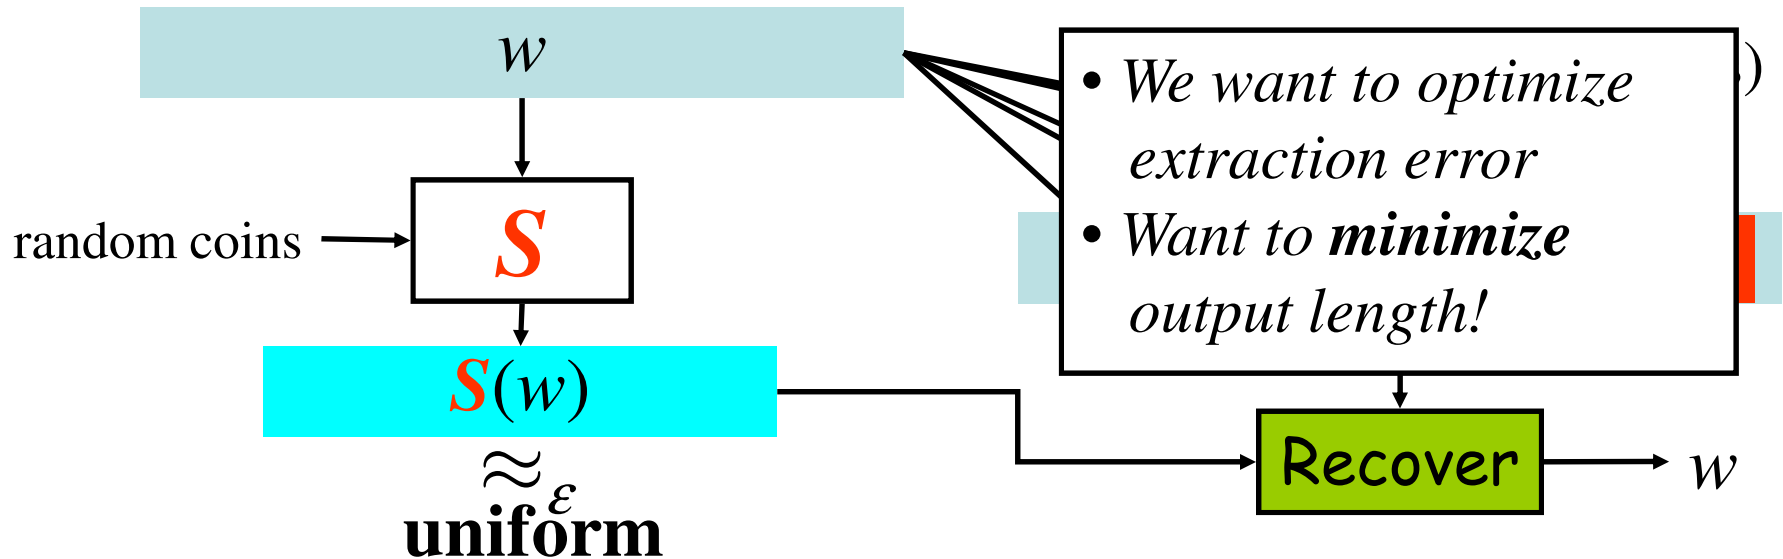 w
• We want to optimize
extraction error
• Want to minimize
output length!
)
random coins
S
S(w)
≈ε
uniform
Recover
w